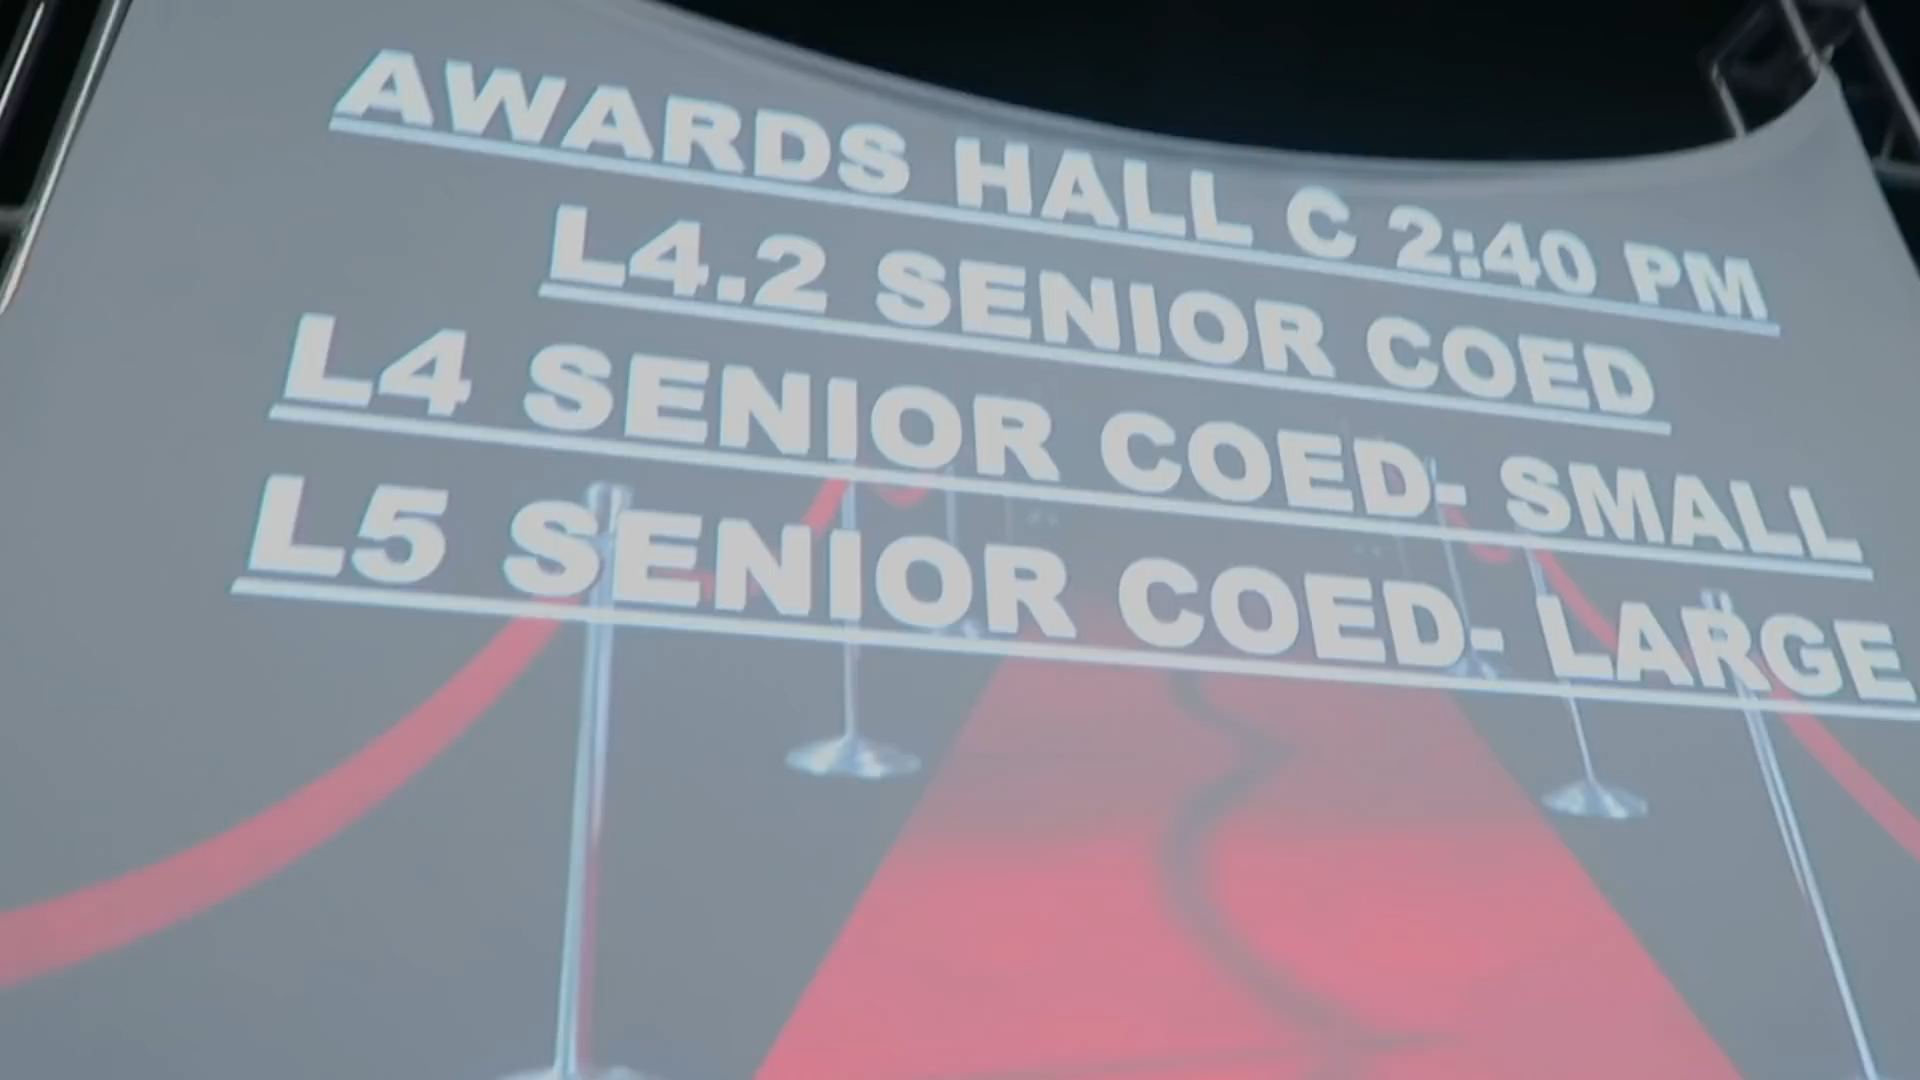 AWARDS HALL C 2:40 PM
L4.2 SENIOR COED
L4 SENIOR COED- SMALL
L5 SENIOR COED- LARGE